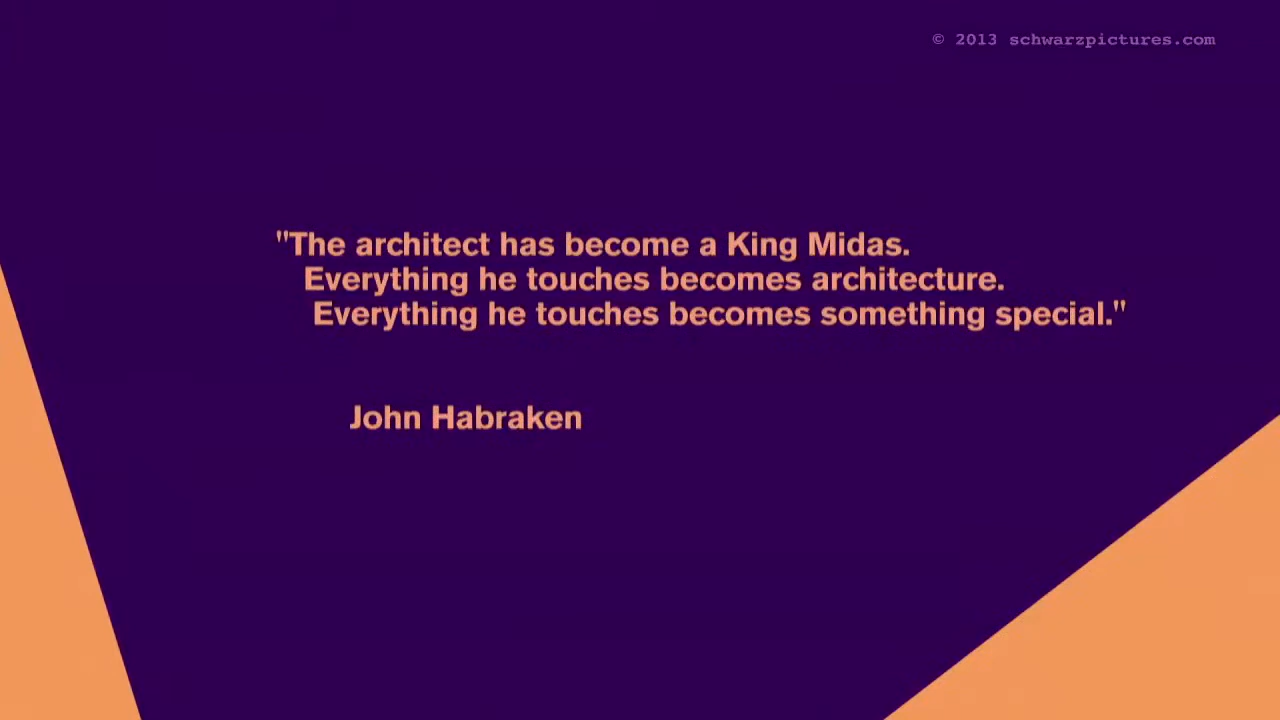 © 2013 schwarzpictures.com
"The architect has become a King Midas.
Everything he touches becomes architecture.
Everything he touches becomes something special."
John Habraken